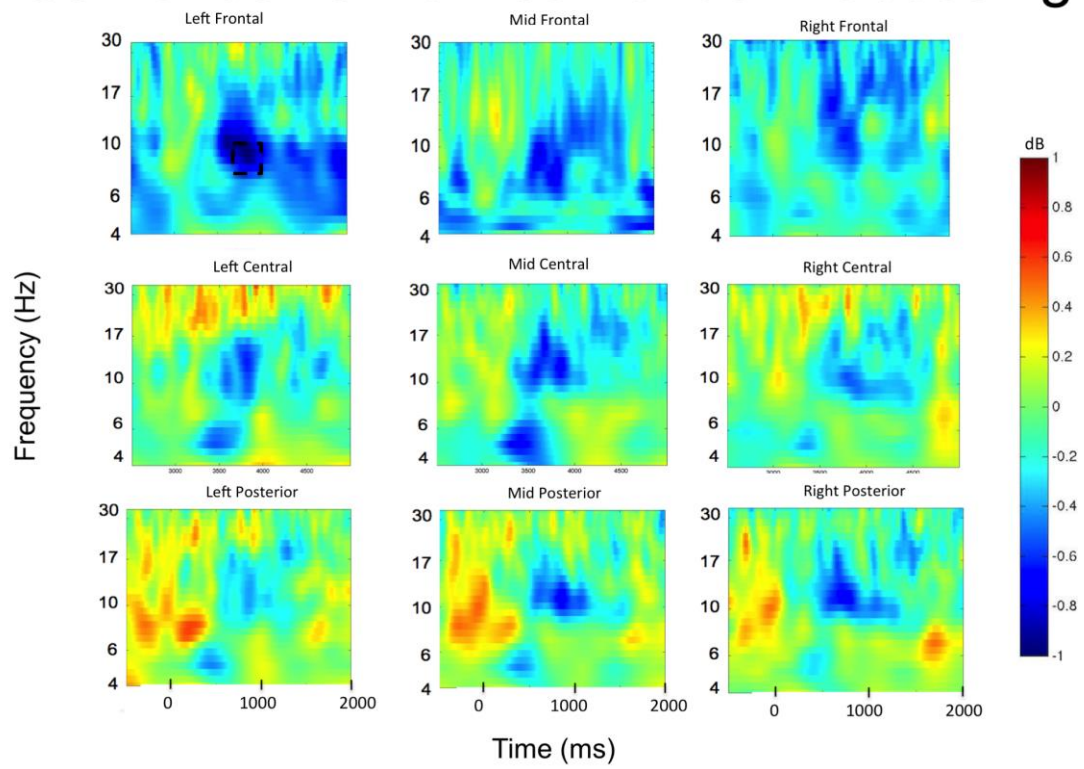 g
Left Frontal Mid Frontal Right Frontal
30 30 30
17 17 17
10 10 10
6 6 6
4 4 4
dB
1
0.8
0.6
0.4
0.2
0
-0.2
-0.4
-0.6
-0.8
-1
Frequency (Hz)
Left Central Mid Central Right Central
30 30 30
17 17 17
10 10 10
6 6 6
4 4 4
3000 3500 4000 4500 3000 3500 4000 4500
Left Posterior Mid Posterior Right Posterior
30 30 30
17 17 17
10 10 10
6 6 6
4 4 4
0 1000 2000 0 1000 2000 0 1000 2000
Time (ms)